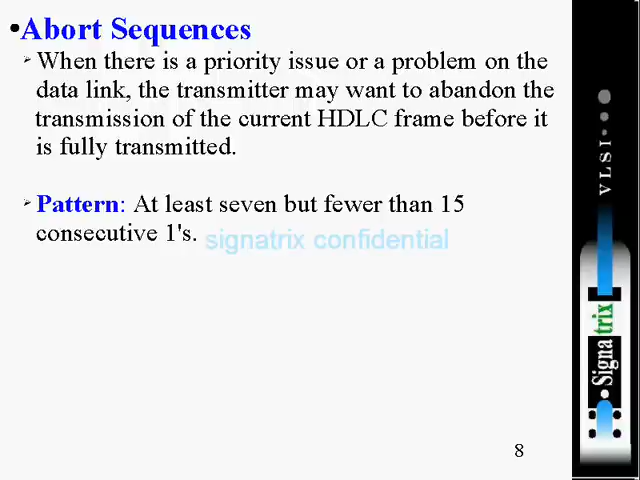 •Abort Sequences
➢When there is a priority issue or a problem on the
data link, the transmitter may want to abandon the
transmission of the current HDLC frame before it
is fully transmitted.
➢Pattern: At least seven but fewer than 15
consecutive 1's.
signatrix confidential
VLSI
Signatrix
8